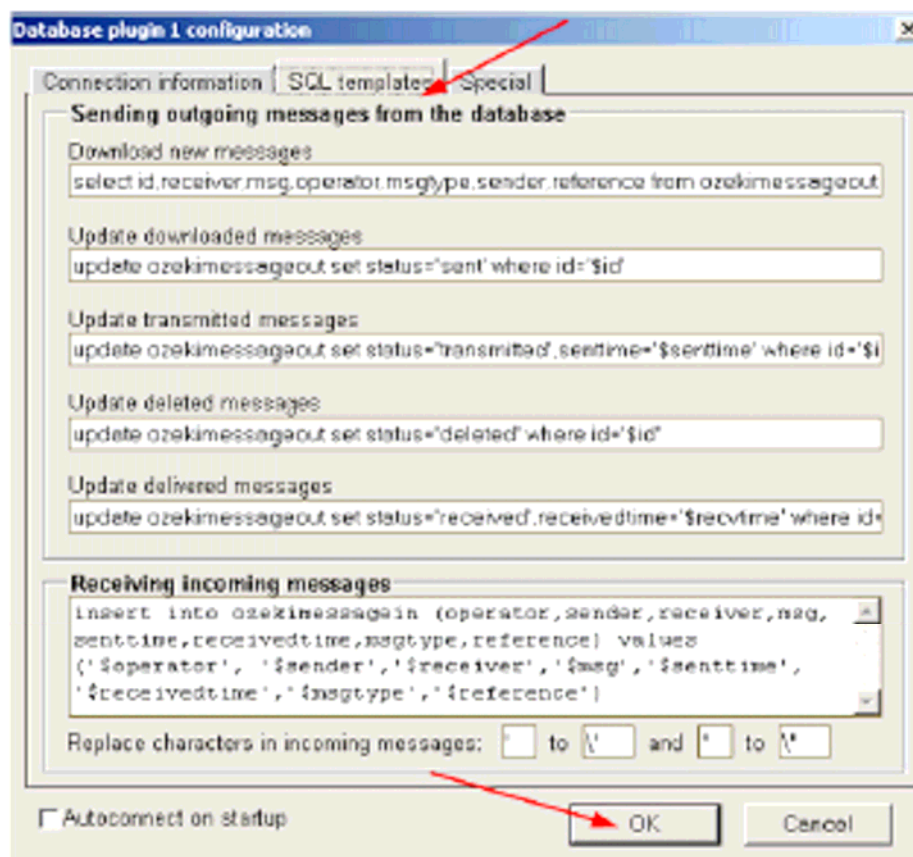 Database plugin 1 configuration
Connection information SQL templates Special
Sending outgoing messages from the database
Download new messages
select id,receiver,msg,operator,msgtype,sender,reference from ozekimessageout
Update downloaded messages
update ozekimessageout set status='sent' where id='$id'
Update transmitted messages
update ozekimessageout set status='transmitted',senttime='$senttime' where id='$i
Update deleted messages
update ozekimessageout set status='deleted' where id='$id'
Update delivered messages
update ozekimessageout set status='received',receivedtime='$recvtime' where id=
Receiving incoming messages
insert into ozekimessagein (operator,sender,receiver,msg,
senttime,receivedtime,msgtype,reference) values
('$operator', '$sender','$receiver','$msg','$senttime',
'$receivedtime','$msgtype','$reference')
Replace characters in incoming messages: ' to \' and " to \"
Autoconnect on startup OK Cancel